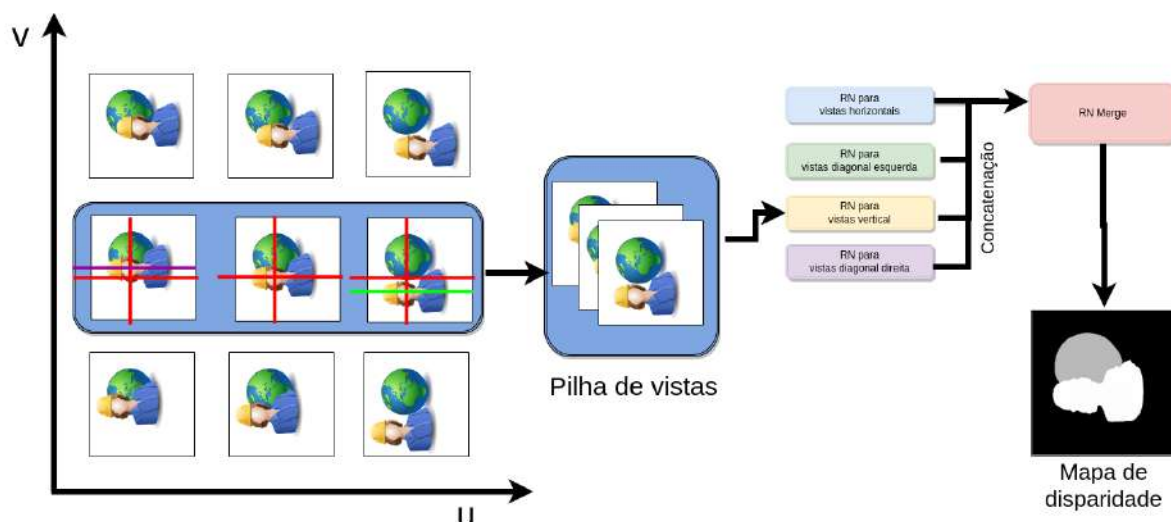 V
RN para
vistas horizontais
RN para
vistas diagonal esquerda
RN para
vistas vertical
RN para
vistas diagonal direita
Concatenação
RN Merge
Pilha de vistas
Mapa de
disparidade
u